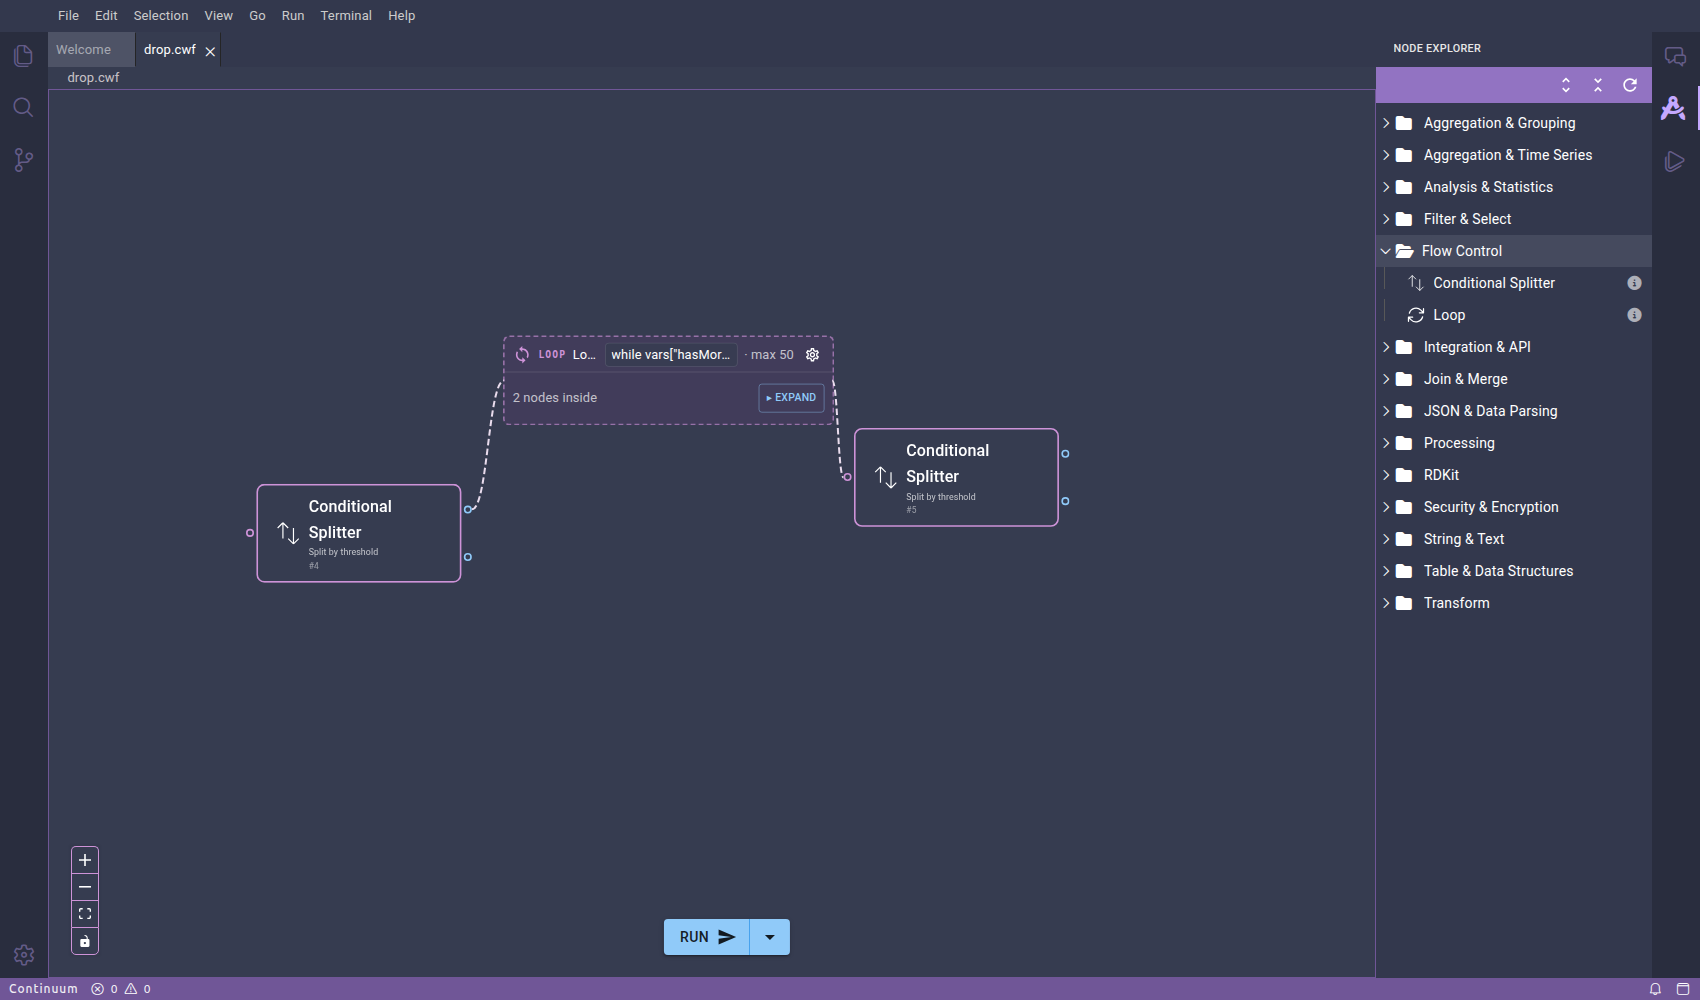 File Edit Selection View Go Run Terminal Help
Welcome drop.cwf
drop.cwf
NODE EXPLORER
Aggregation & Grouping
Aggregation & Time Series
Analysis & Statistics
Filter & Select
Flow Control
Conditional Splitter
Loop
Integration & API
Join & Merge
JSON & Data Parsing
Processing
RDKit
Security & Encryption
String & Text
Table & Data Structures
Transform
LOOP Lo... while vars["hasMor... · max 50
2 nodes inside EXPAND
Conditional
Splitter
Split by threshold
#5
Conditional
Splitter
Split by threshold
#4
RUN
Continuum 0 0